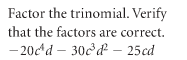 Factor the trinomial. Verify
that the factors are correct.
−20c⁴d − 30c³d² − 25cd